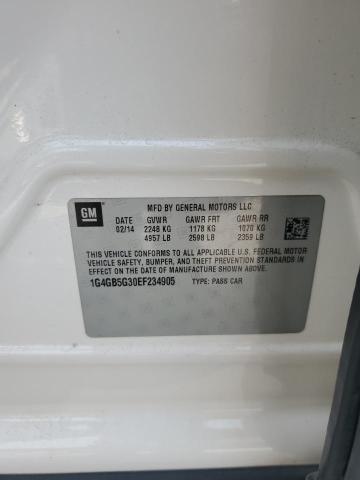 MFD BY GENERAL MOTORS LLC
GM
DATE GVWR GAWR FRT GAWR RR
02/14 2248 KG 1178 KG 1070 KG
4957 LB 2598 LB 2359 LB
THIS VEHICLE CONFORMS TO ALL APPLICABLE U.S. FEDERAL MOTOR
VEHICLE SAFETY, BUMPER, AND THEFT PREVENTION STANDARDS
IN EFFECT ON THE DATE OF MANUFACTURE SHOWN ABOVE.
1G4GB5G30EF234905 TYPE: PASS CAR